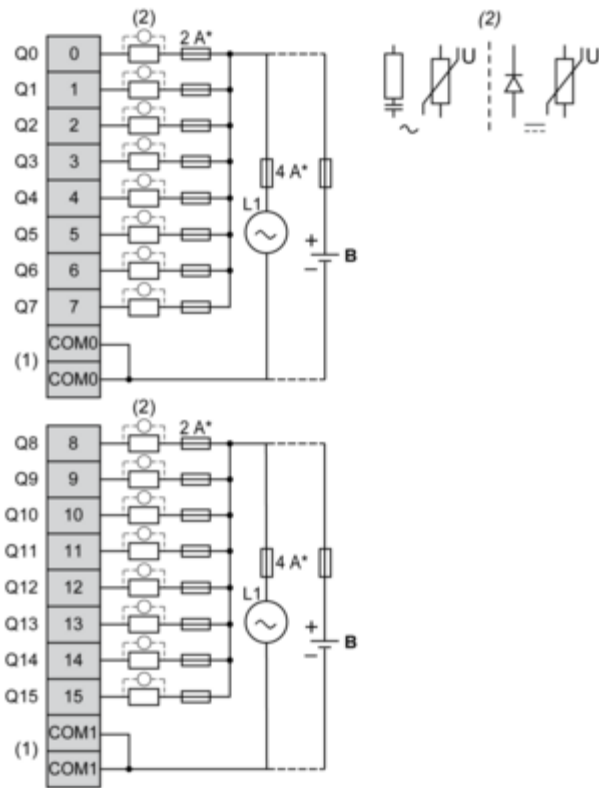 (2)
(2)
Q0 0 2 A*
U U
Q1 1
Q2 2
Q3 3
4 A*
Q4 4
L1
Q5 5
+
Q6 6
B
–
Q7 7
COM0
(1)
COM0
(2)
Q8 8 2 A*
Q9 9
Q10 10
Q11 11
4 A*
Q12 12
L1
Q13 13
+
Q14 14
B
–
Q15 15
COM1
(1)
COM1